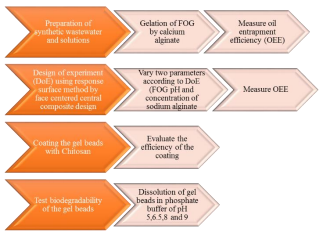 Preparation of
synthetic wastewater
and solutions
Gelation of FOG
by calcium
alginate
Measure oil
entrapment
efficiency (OEE)
Design of experiment
(DoE) using response
surface method by
face centered central
composite design
Vary two parameters
according to DoE
(FOG pH and
concentration of
sodium alginate
Measure OEE
Coating the gel beads
with Chitosan
Evaluate the
efficiency of the
coating
Test biodegradability
of the gel beads
Dissolution of gel
beads in phosphate
buffer of pH
5,6.5,8 and 9